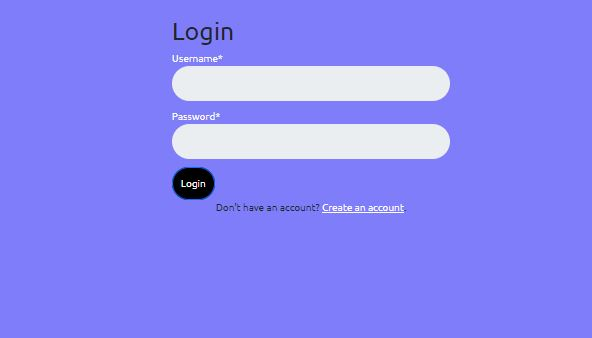 Login
Username*
Password*
Login
Don't have an account? Create an account